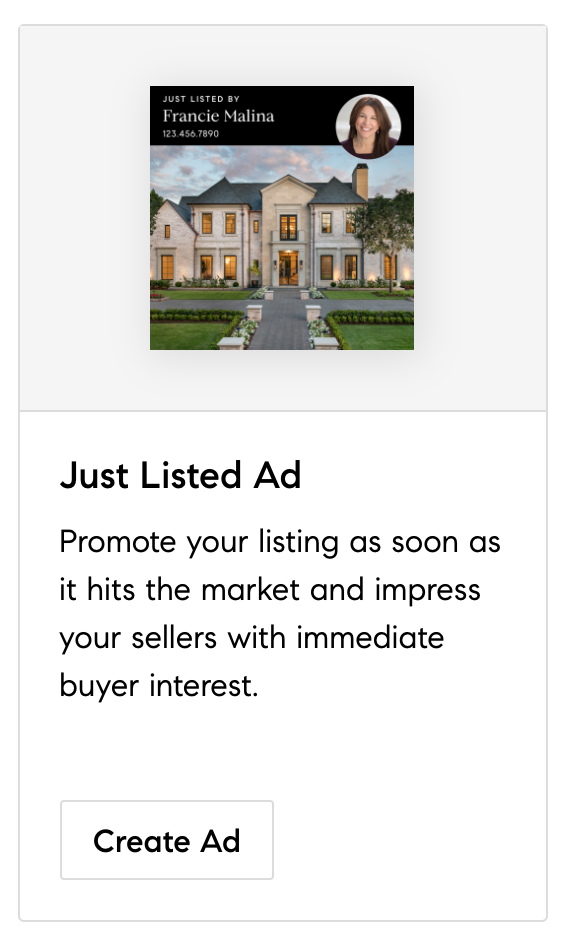 JUST LISTED BY
Francie Malina
123.456.7890
Just Listed Ad
Promote your listing as soon as
it hits the market and impress
your sellers with immediate
buyer interest.
Create Ad